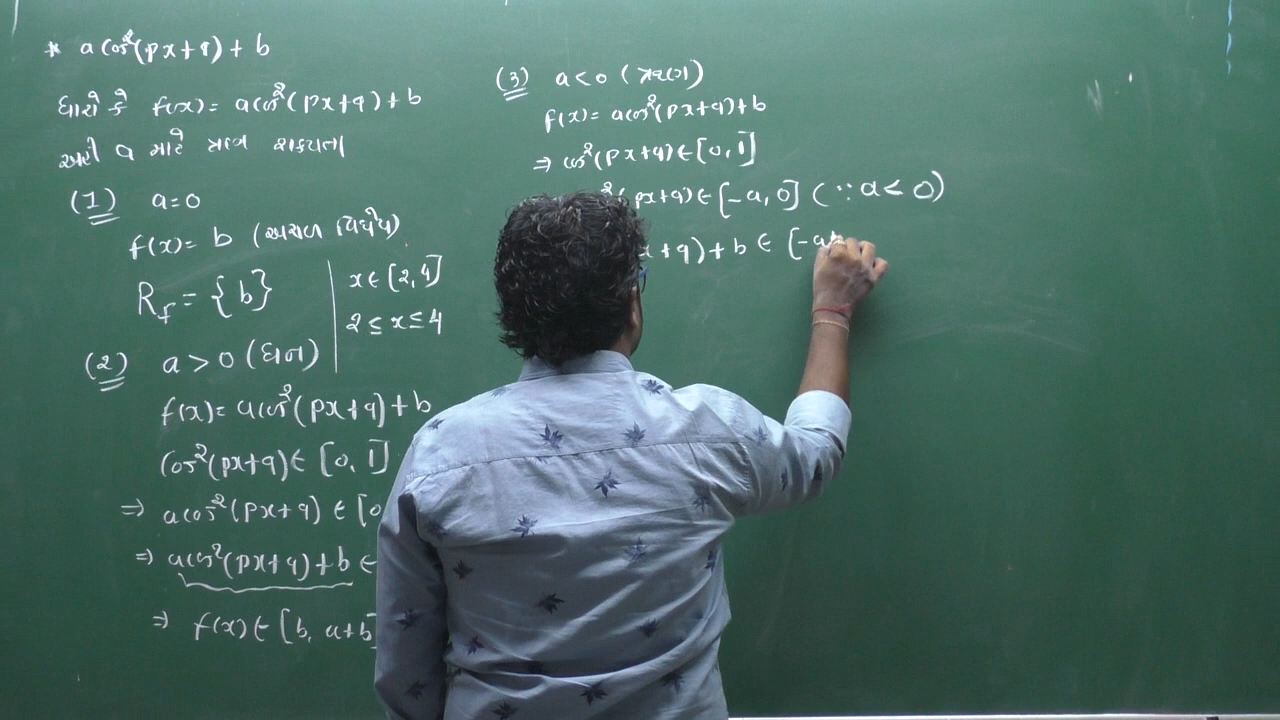 * a cos²(px+q) + b
ધારો કે f(x) = a cos²(px+q) + b
અહીં a માટે ત્રણ શક્યતા
(1) a=0
f(x) = b (અચળ વિધેય)
R_f = {b}
x ∈ [2, 4]
2 ≤ x ≤ 4
(2) a > 0 (ધન)
f(x) = a cos²(px+q) + b
cos²(px+q) ∈ [0, 1]
⇒ a cos²(px+q) ∈ [0
⇒ a cos²(px+q) + b ∈
⇒ f(x) ∈ [b, a+b]
(3) a < 0 (ઋણ)
f(x) = a cos²(px+q) + b
⇒ cos²(px+q) ∈ [0, 1]
²(px+q) ∈ [-a, 0] (∵ a < 0)
x+q) + b ∈ [-a+